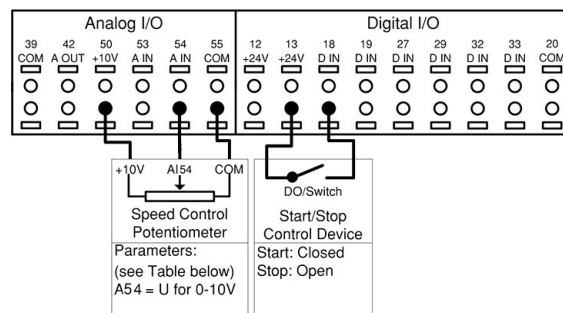 Analog I/O
Digital I/O
39 42 50 53 54 55 12 13 18 19 27 29 32 33 20
COM A OUT +10V A IN A IN COM +24V +24V D IN D IN D IN D IN D IN D IN COM
+10V AI54 COM
DO/Switch
Speed Control
Potentiometer
Start/Stop
Control Device
Parameters:
(see Table below)
A54 = U for 0-10V
Start: Closed
Stop: Open